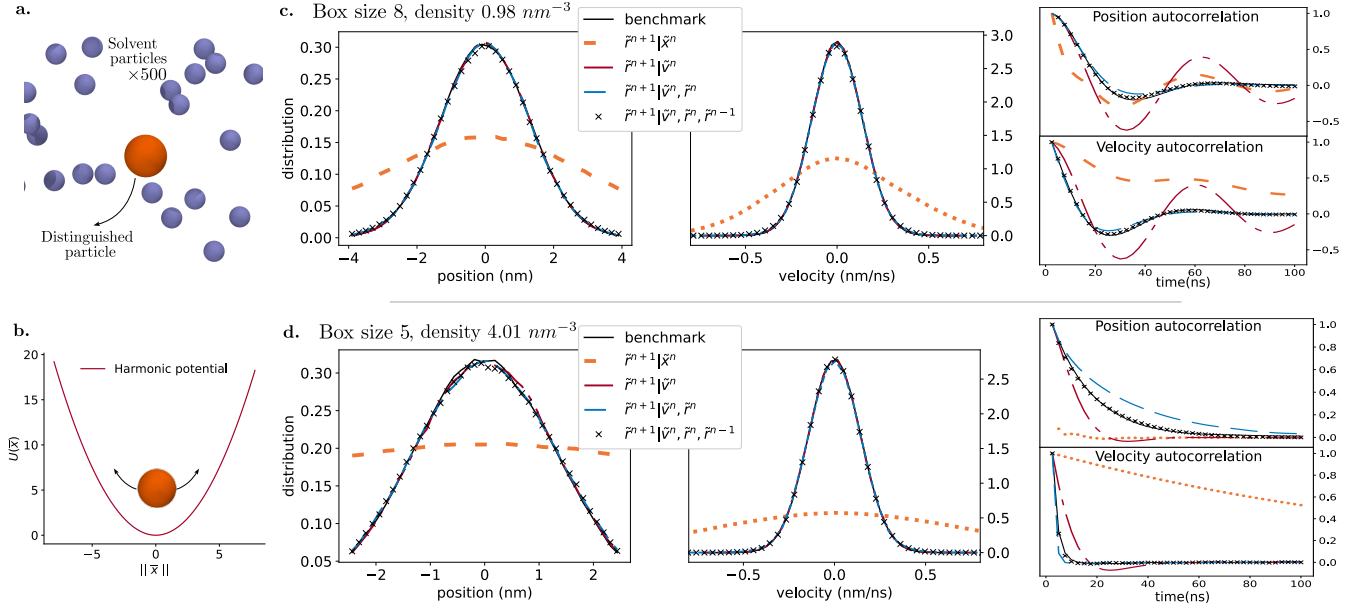 a.
Solvent
particles
×500
Distinguished
particle
b.
U(x̅)
20
15
10
5
0
Harmonic potential
−5 0 5
|| x̅ ||
c. Box size 8, density 0.98 nm⁻³
distribution
0.30
0.25
0.20
0.15
0.10
0.05
0.00
−4 −3 −2 −1 0 1 2 3 4
position (nm)
benchmark
r̃ⁿ⁺¹|x̃ⁿ
r̃ⁿ⁺¹|ṽⁿ
r̃ⁿ⁺¹|ṽⁿ, r̃ⁿ
r̃ⁿ⁺¹|ṽⁿ, r̃ⁿ, r̃ⁿ⁻¹
3.0
2.5
2.0
1.5
1.0
0.5
0.0
−0.5 0.0 0.5
velocity (nm/ns)
Position autocorrelation
1.0
0.5
0.0
−0.5
Velocity autocorrelation
1.0
0.5
0.0
−0.5
0 20 40 60 80 100
time(ns)
d. Box size 5, density 4.01 nm⁻³
distribution
0.30
0.25
0.20
0.15
0.10
0.05
−2 −1 0 1 2
position (nm)
benchmark
r̃ⁿ⁺¹|x̃ⁿ
r̃ⁿ⁺¹|ṽⁿ
r̃ⁿ⁺¹|ṽⁿ, r̃ⁿ
r̃ⁿ⁺¹|ṽⁿ, r̃ⁿ, r̃ⁿ⁻¹
2.5
2.0
1.5
1.0
0.5
0.0
−0.5 0.0 0.5
velocity (nm/ns)
Position autocorrelation
1.0
0.8
0.6
0.4
0.2
0.0
Velocity autocorrelation
1.0
0.8
0.6
0.4
0.2
0.0
0 20 40 60 80 100
time(ns)